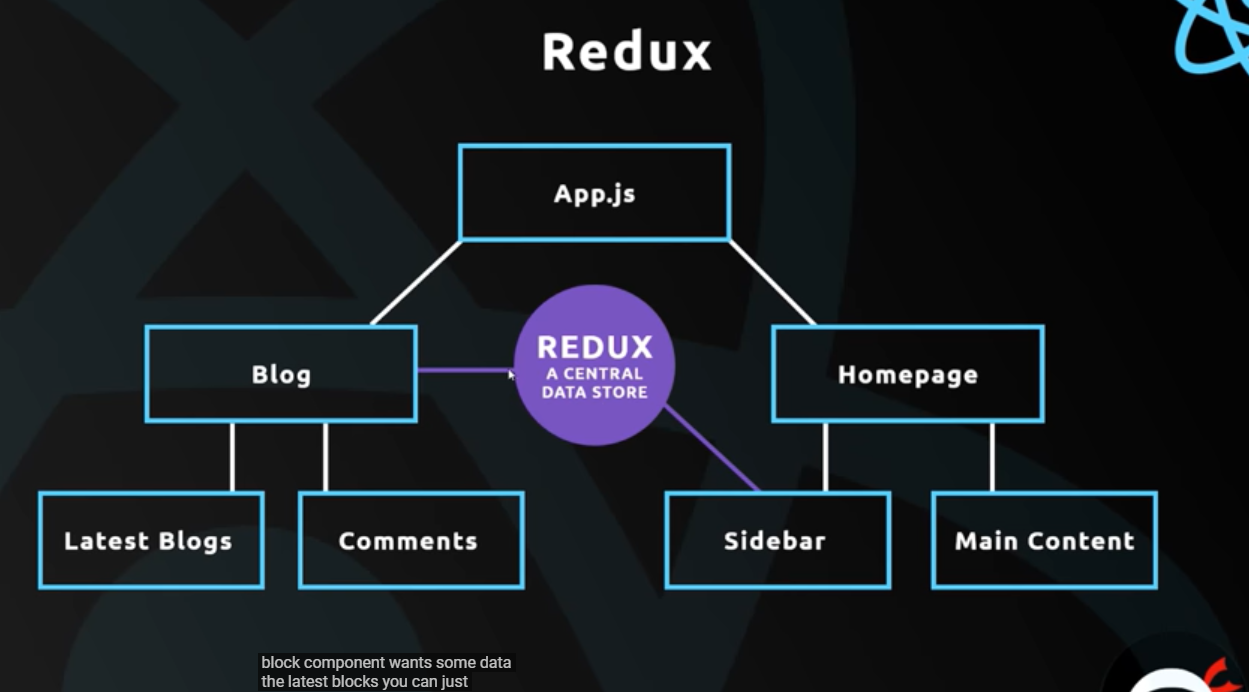 Redux
App.js
Blog
REDUX
A CENTRAL
DATA STORE
Homepage
Latest Blogs
Comments
Sidebar
Main Content
block component wants some data
the latest blocks you can just